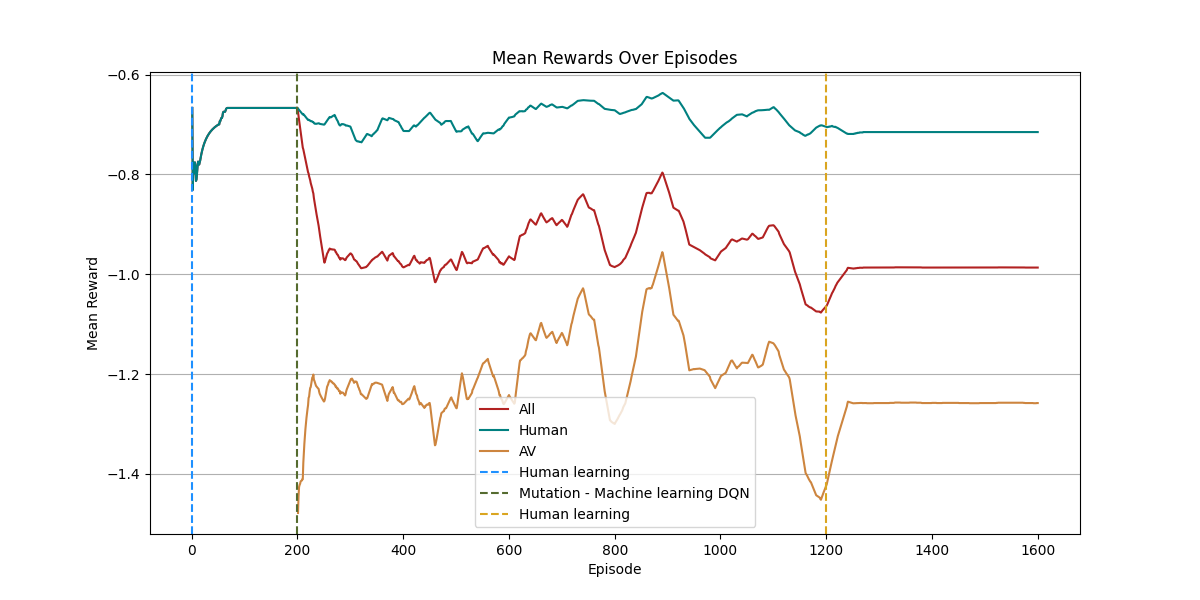 Mean Rewards Over Episodes
Mean Reward
−0.6
−0.8
−1.0
−1.2
−1.4
All
Human
AV
Human learning
Mutation - Machine learning DQN
Human learning
0 200 400 600 800 1000 1200 1400 1600
Episode